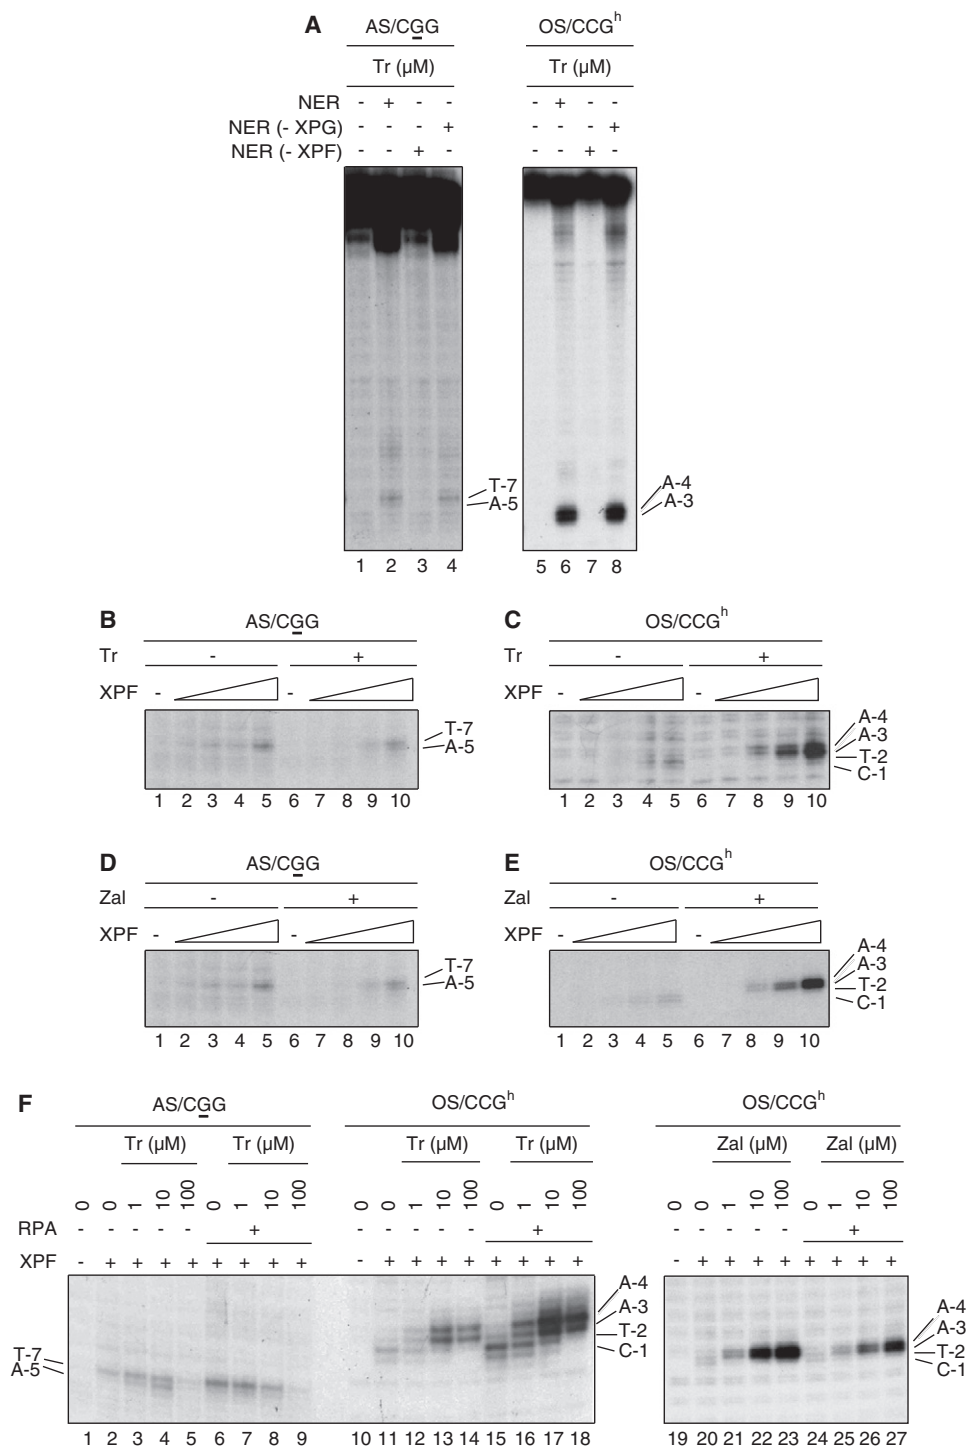 A AS/CGG OS/CCGʰ
Tr (µM) Tr (µM)
NER - + - - - + - -
NER (- XPG) - - - + - - - +
NER (- XPF) - - + - - - + -
T-7 A-4
A-5 A-3
1 2 3 4 5 6 7 8
B AS/CGG C OS/CCGʰ
Tr - + Tr - +
XPF - - XPF - -
T-7 A-4
A-5 A-3
T-2
C-1
1 2 3 4 5 6 7 8 9 10 1 2 3 4 5 6 7 8 9 10
D AS/CGG E OS/CCGʰ
Zal - + Zal - +
XPF - - XPF - -
T-7 A-4
A-5 A-3
T-2
C-1
1 2 3 4 5 6 7 8 9 10 1 2 3 4 5 6 7 8 9 10
F AS/CGG OS/CCGʰ OS/CCGʰ
Tr (µM) Tr (µM) Tr (µM) Tr (µM) Zal (µM) Zal (µM)
0 0 1 10 100 0 1 10 100 0 0 1 10 100 0 1 10 100 0 0 1 10 100 0 1 10 100
RPA - - - - - + - - - - - + - - - - - +
XPF - + + + + + + + + - + + + + + + + + - + + + + + + + +
A-4 A-4
A-3 A-3
T-7 T-2 T-2
A-5 C-1 C-1
1 2 3 4 5 6 7 8 9 10 11 12 13 14 15 16 17 18 19 20 21 22 23 24 25 26 27